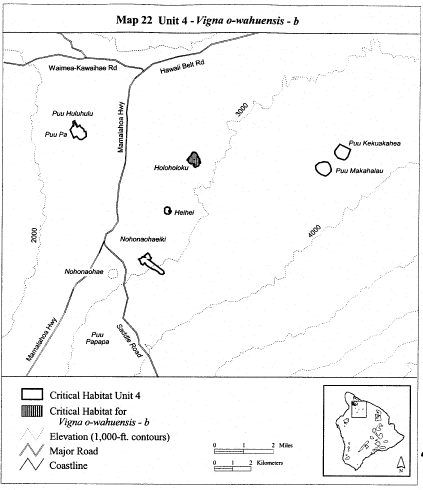 Map 22 Unit 4 - Vigna o-wahuensis - b
Waimea-Kawaihae Rd
Hawaii Belt Rd
Mamalahoa Hwy
3000
Puu Huluhulu
Puu Pa
Holoholoku
Puu Kekuakahea
Puu Makahalau
Heihei
2000
4000
Nohonaohaeiki
Nohonaohae
Mamalahoa Hwy
Puu
Papapa
Saddle Road
Critical Habitat Unit 4
Critical Habitat for
Vigna o-wahuensis - b
Elevation (1,000-ft. contours)
Major Road
Coastline
0 1 2 Miles
0 1 2 Kilometers
N